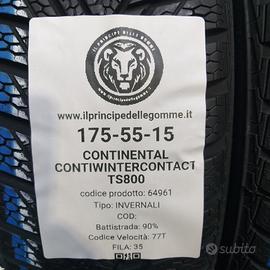 IL PRINCIPE DELLE GOMME
www.ilprincipedellegomme.it
175-55-15
CONTINENTAL
CONTIWINTERCONTACT
TS800
codice prodotto: 64961
Tipo: INVERNALI
COD:
Battistrada: 90%
Codice Velocità: 77T
FILA: 35
subito